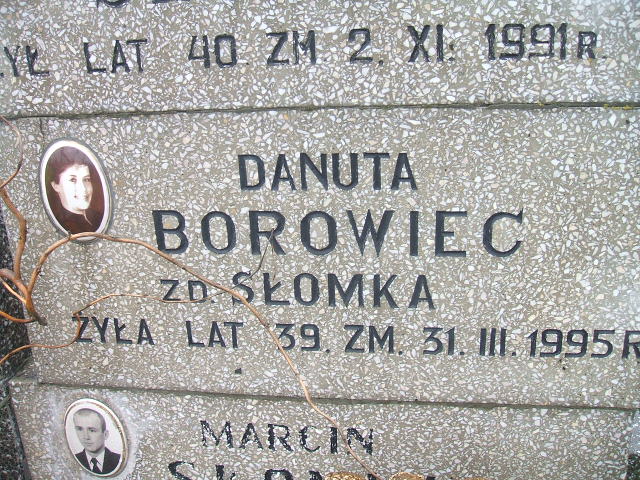 ŻYŁ LAT 40. ZM. 2. XI. 1991 R.
DANUTA
BOROWIEC
ZD. SŁOMKA
ŻYŁA LAT 39. ZM. 31. III. 1995 R
MARCIN